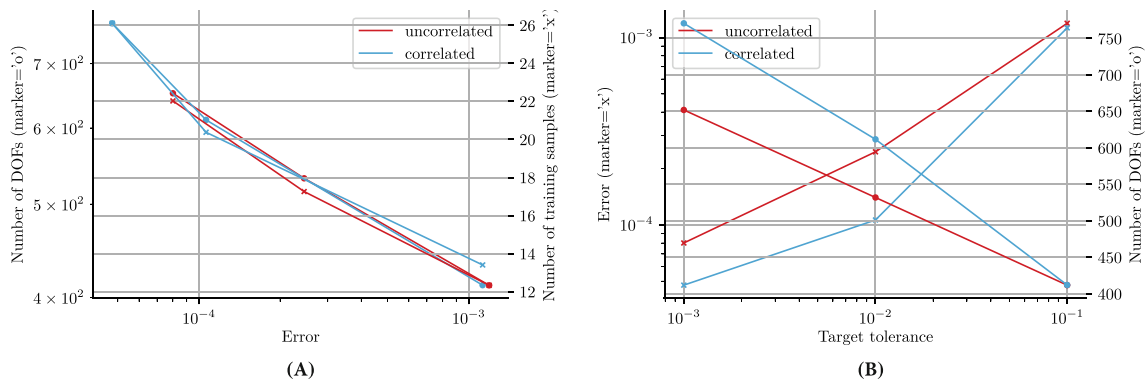 Number of DOFs (marker='o')
7 × 10²
6 × 10²
5 × 10²
4 × 10²
10⁻⁴
10⁻³
Error
uncorrelated
correlated
26
24
22
20
18
16
14
12
Number of training samples (marker='x')
(A)
Error (marker='x')
10⁻³
10⁻⁴
10⁻³
10⁻²
10⁻¹
Target tolerance
uncorrelated
correlated
750
700
650
600
550
500
450
400
Number of DOFs (marker='o')
(B)